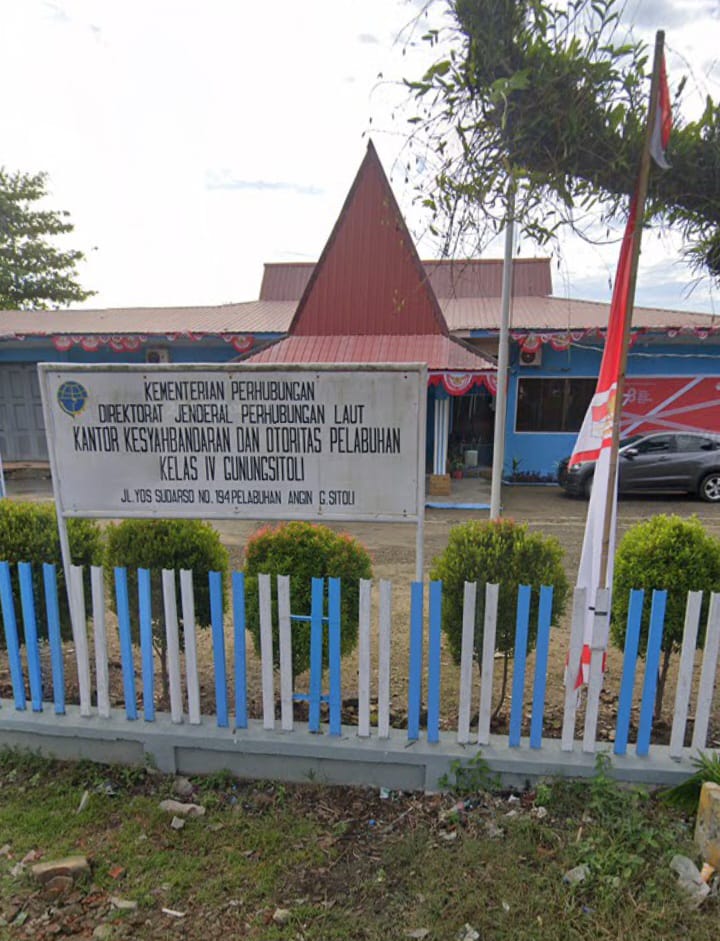 KEMENTERIAN PERHUBUNGAN
DIREKTORAT JENDERAL PERHUBUNGAN LAUT
KANTOR KESYAHBANDARAN DAN OTORITAS PELABUHAN
KELAS IV GUNUNGSITOLI
JL.YOS SUDARSO NO. 194 PELABUHAN ANGIN G.SITOLI